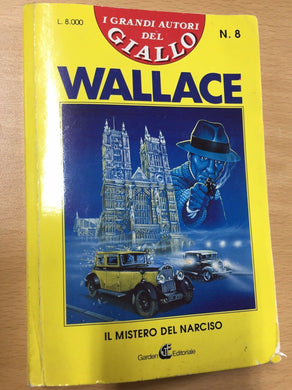 L. 8.000
I GRANDI AUTORI
DEL
GIALLO
N. 8
WALLACE
IL MISTERO DEL NARCISO
Garden Editoriale